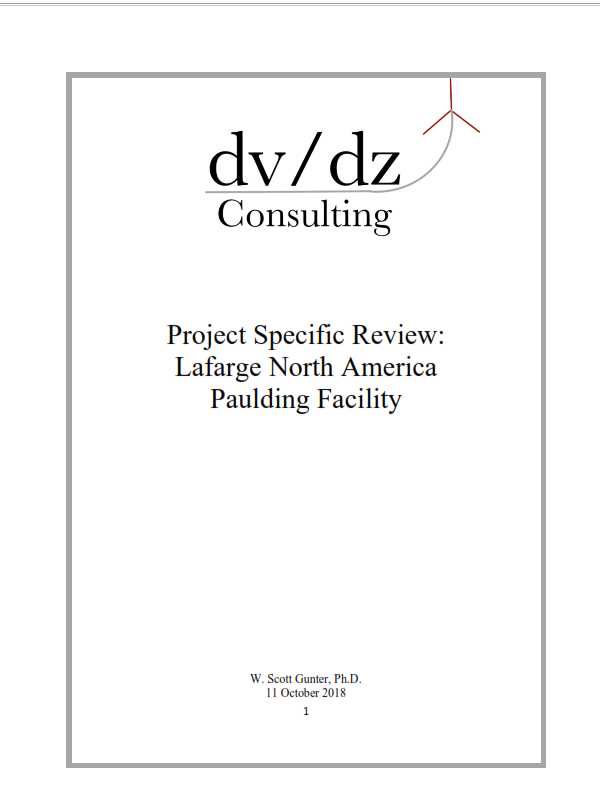 dv/dz
Consulting
Project Specific Review:
Lafarge North America
Paulding Facility
W. Scott Gunter, Ph.D.
11 October 2018
1